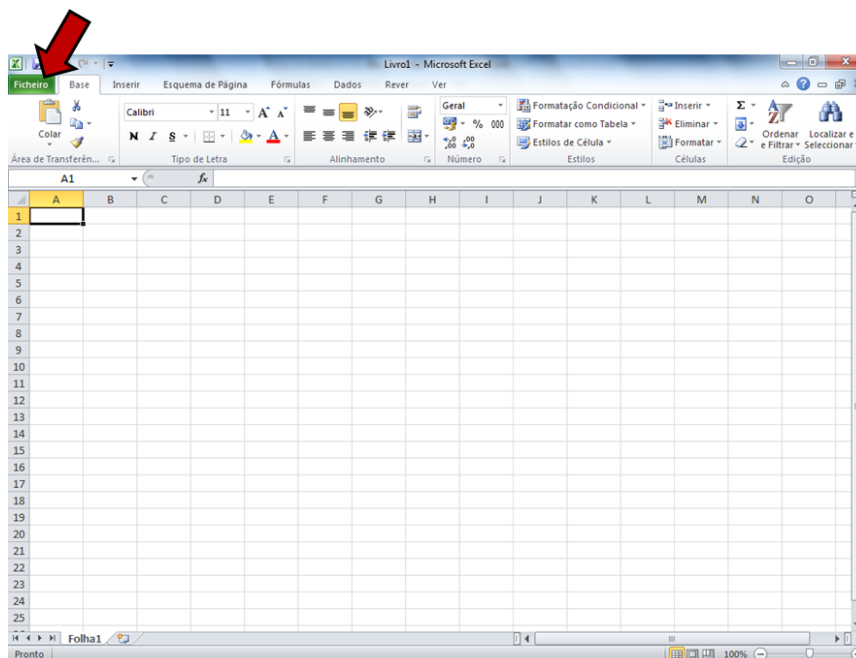 Livro1 - Microsoft Excel
Ficheiro Base Inserir Esquema de Página Fórmulas Dados Rever Ver
Calibri 11 A A Geral Formatação Condicional Inserir Σ
Colar % 000 Formatar como Tabela Eliminar Ordenar Localizar e
N I S A ,0 ,00 Estilos de Célula Formatar e Filtrar Seleccionar
Área de Transferên... Tipo de Letra Alinhamento Número Estilos Células Edição
A1 fx
A B C D E F G H I J K L M N O
1
2
3
4
5
6
7
8
9
10
11
12
13
14
15
16
17
18
19
20
21
22
23
24
25
Folha1
Pronto 100%